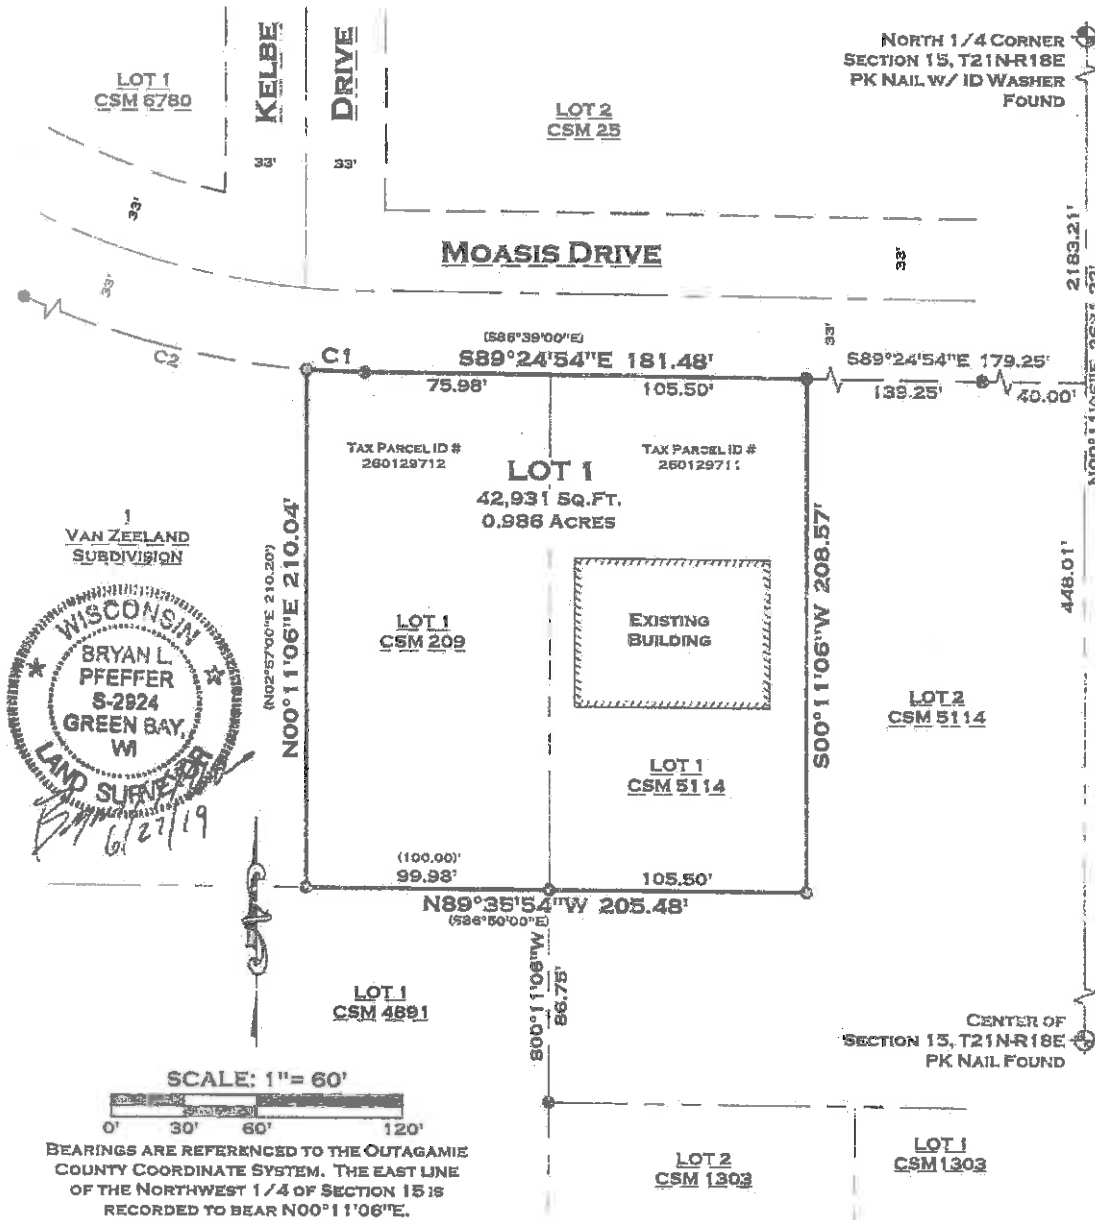 KELBE
DRIVE
LOT 1
CSM 6780
LOT 2
CSM 25
NORTH 1/4 CORNER
SECTION 15, T21N-R18E
PK NAIL W/ ID WASHER
FOUND
33'
33'
33'
33'
MOASIS DRIVE
33'
33'
2183.21'
C2
C1
(S86°39'00"E)
S89°24'54"E 181.48'
75.98'
105.50'
S89°24'54"E 179.25'
139.25'
40.00'
448.01'
TAX PARCEL ID #
260129712
TAX PARCEL ID #
260129711
LOT 1
42,931 SQ.FT.
0.986 ACRES
1
VAN ZEELAND
SUBDIVISION
(N02°57'00"E 210.20')
N00°11'06"E 210.04'
S00°11'06"W 208.57'
LOT 1
CSM 209
EXISTING
BUILDING
LOT 1
CSM 5114
LOT 2
CSM 5114
WISCONSIN
BRYAN L.
PFEFFER
S-2924
GREEN BAY,
WI
LAND SURVEYOR
6/27/19
(100.00)'
99.98'
105.50'
N89°35'54"W 205.48'
(S86°50'00"E)
S00°11'06"W
86.75'
LOT 1
CSM 4891
CENTER OF
SECTION 15, T21N-R18E
PK NAIL FOUND
SCALE: 1"= 60'
0' 30' 60' 120'
BEARINGS ARE REFERENCED TO THE OUTAGAMIE
COUNTY COORDINATE SYSTEM. THE EAST LINE
OF THE NORTHWEST 1/4 OF SECTION 15 IS
RECORDED TO BEAR N00°11'06"E.
LOT 2
CSM 1303
LOT 1
CSM 1303